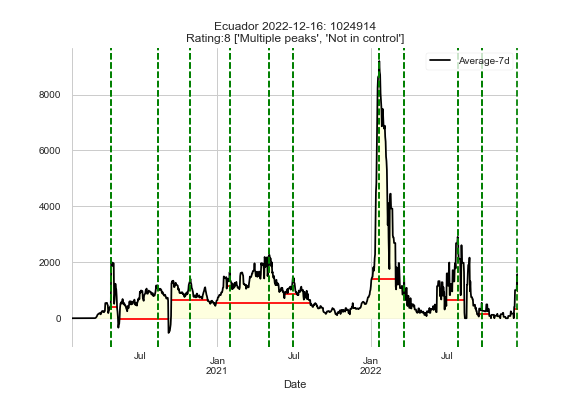 Ecuador 2022-12-16: 1024914
Rating:8 ['Multiple peaks', 'Not in control']
Average-7d
8000
6000
4000
2000
0
Jul
Jan
2021
Jul
Jan
2022
Jul
Date